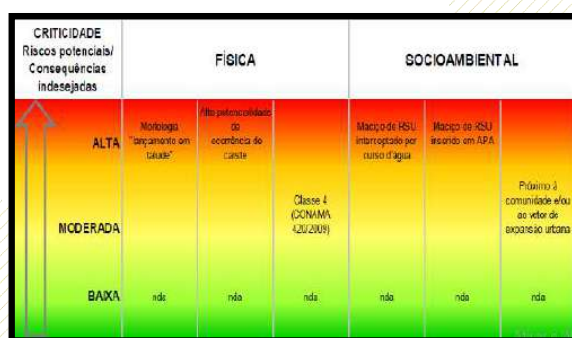 CRITICIDADE
Riscos potenciais/
Consequências
indesejadas
FÍSICA
SOCIOAMBIENTAL
ALTA
Morfologia
"lançamento em
talude"
Alta potencialidade
de
ocorrência de
carste
Maciço de RSU
interceptado por
curso d'água
Maciço de RSU
inserido em APA
MODERADA
Classe 4
(CONAMA
420/2009)
Próximo à
comunidade e/ou
ao vetor de
expansão urbana
BAIXA
nda
nda
nda
nda
nda
nda